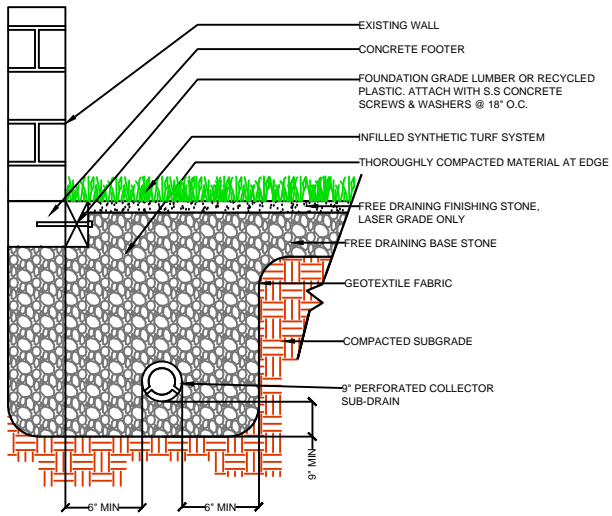 EXISTING WALL
CONCRETE FOOTER
FOUNDATION GRADE LUMBER OR RECYCLED
PLASTIC. ATTACH WITH S.S CONCRETE
SCREWS & WASHERS @ 18" O.C.
INFILLED SYNTHETIC TURF SYSTEM
THOROUGHLY COMPACTED MATERIAL AT EDGE
FREE DRAINING FINISHING STONE,
LASER GRADE ONLY
FREE DRAINING BASE STONE
GEOTEXTILE FABRIC
COMPACTED SUBGRADE
9" PERFORATED COLLECTOR
SUB-DRAIN
9" MIN
6" MIN
6" MIN